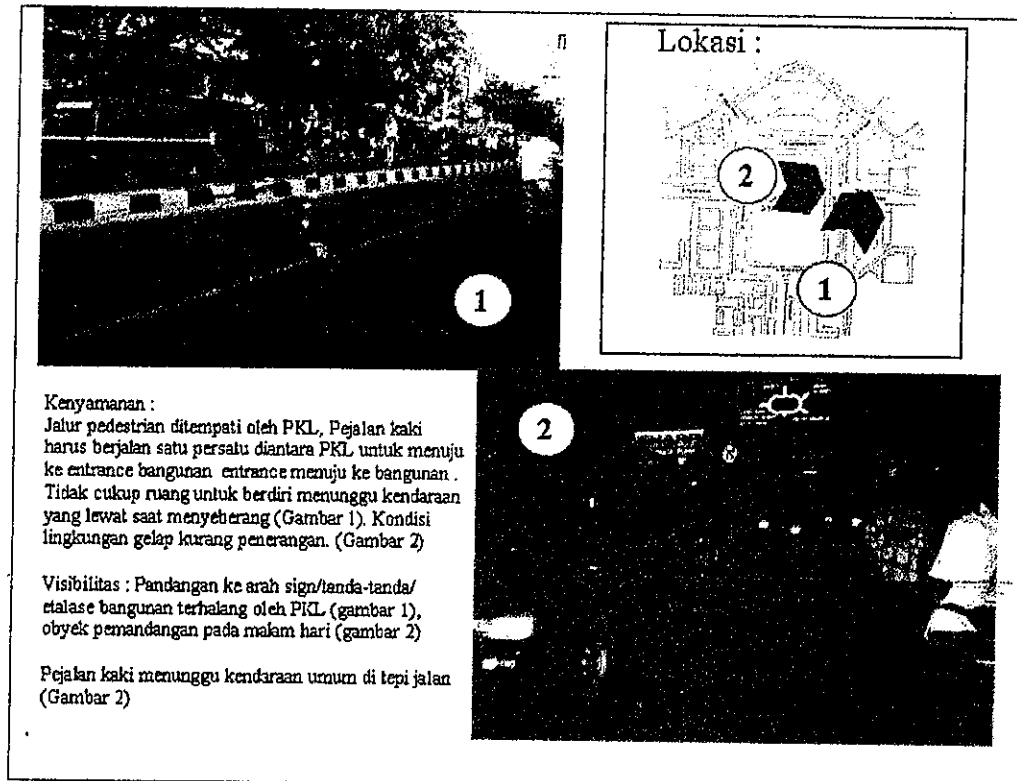 Lokasi :
2
1
1
2
Kenyamanan :
Jalur pedestrian ditempati oleh PKL, Pejalan kaki
harus berjalan satu persatu diantara PKL untuk menuju
ke entrance bangunan entrance menuju ke bangunan .
Tidak cukup ruang untuk berdiri menunggu kendaraan
yang lewat saat menyeberang (Gambar 1). Kondisi
lingkungan gelap kurang penerangan. (Gambar 2)
Visibilitas : Pandangan ke arah sign/tanda-tanda/
etalase bangunan terhalang oleh PKL (gambar 1),
obyek pemandangan pada malam hari (gambar 2)
Pejalan kaki menunggu kendaraan umum di tepi jalan
(Gambar 2)